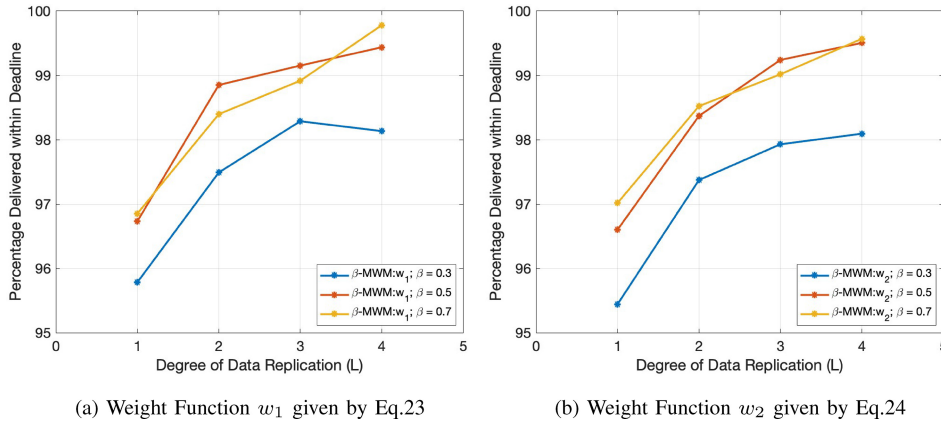 100
99
98
97
96
95
0
1
2
3
4
5
Percentage Delivered within Deadline
Degree of Data Replication (L)
β-MWM:w₁; β = 0.3
β-MWM:w₁; β = 0.5
β-MWM:w₁; β = 0.7
(a) Weight Function w₁ given by Eq.23
100
99
98
97
96
95
0
1
2
3
4
5
Percentage Delivered within Deadline
Degree of Data Replication (L)
β-MWM:w₂; β = 0.3
β-MWM:w₂; β = 0.5
β-MWM:w₂; β = 0.7
(b) Weight Function w₂ given by Eq.24